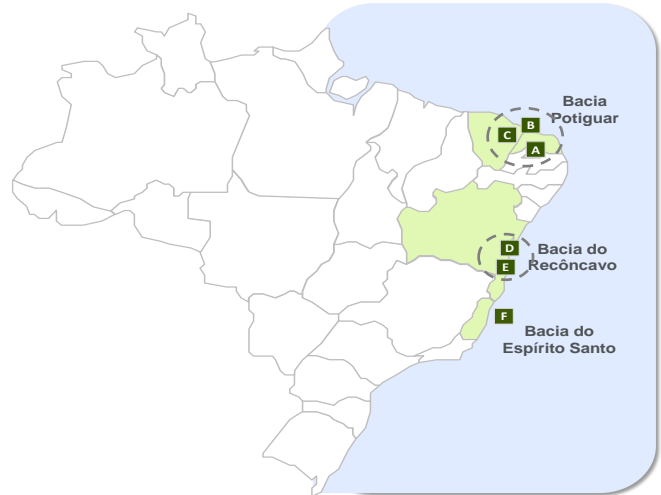 Bacia
Potiguar
B
C
A
D
Bacia do
Recôncavo
E
F
Bacia do
Espírito Santo